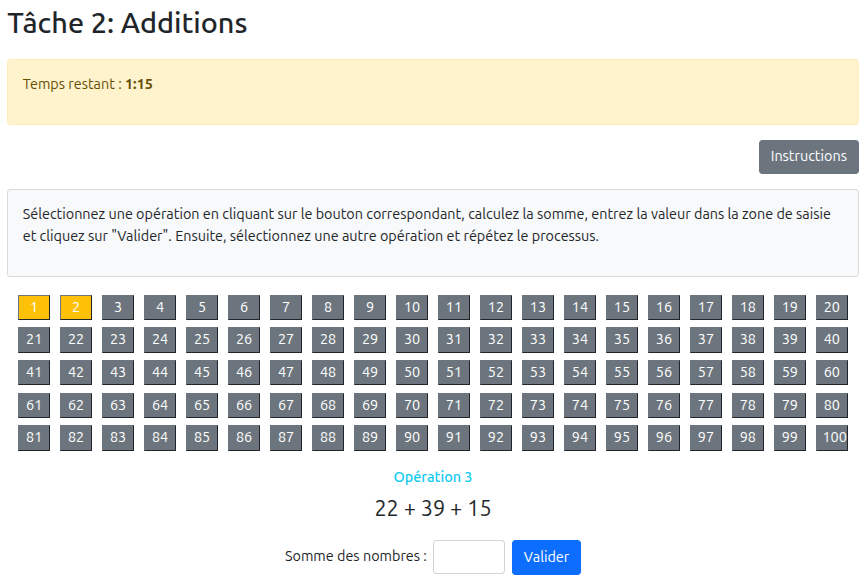 Tâche 2: Additions
Temps restant : 1:15
Instructions
Sélectionnez une opération en cliquant sur le bouton correspondant, calculez la somme, entrez la valeur dans la zone de saisie
et cliquez sur "Valider". Ensuite, sélectionnez une autre opération et répétez le processus.
1 2 3 4 5 6 7 8 9 10 11 12 13 14 15 16 17 18 19 20
21 22 23 24 25 26 27 28 29 30 31 32 33 34 35 36 37 38 39 40
41 42 43 44 45 46 47 48 49 50 51 52 53 54 55 56 57 58 59 60
61 62 63 64 65 66 67 68 69 70 71 72 73 74 75 76 77 78 79 80
81 82 83 84 85 86 87 88 89 90 91 92 93 94 95 96 97 98 99 100
Opération 3
22 + 39 + 15
Somme des nombres : Valider